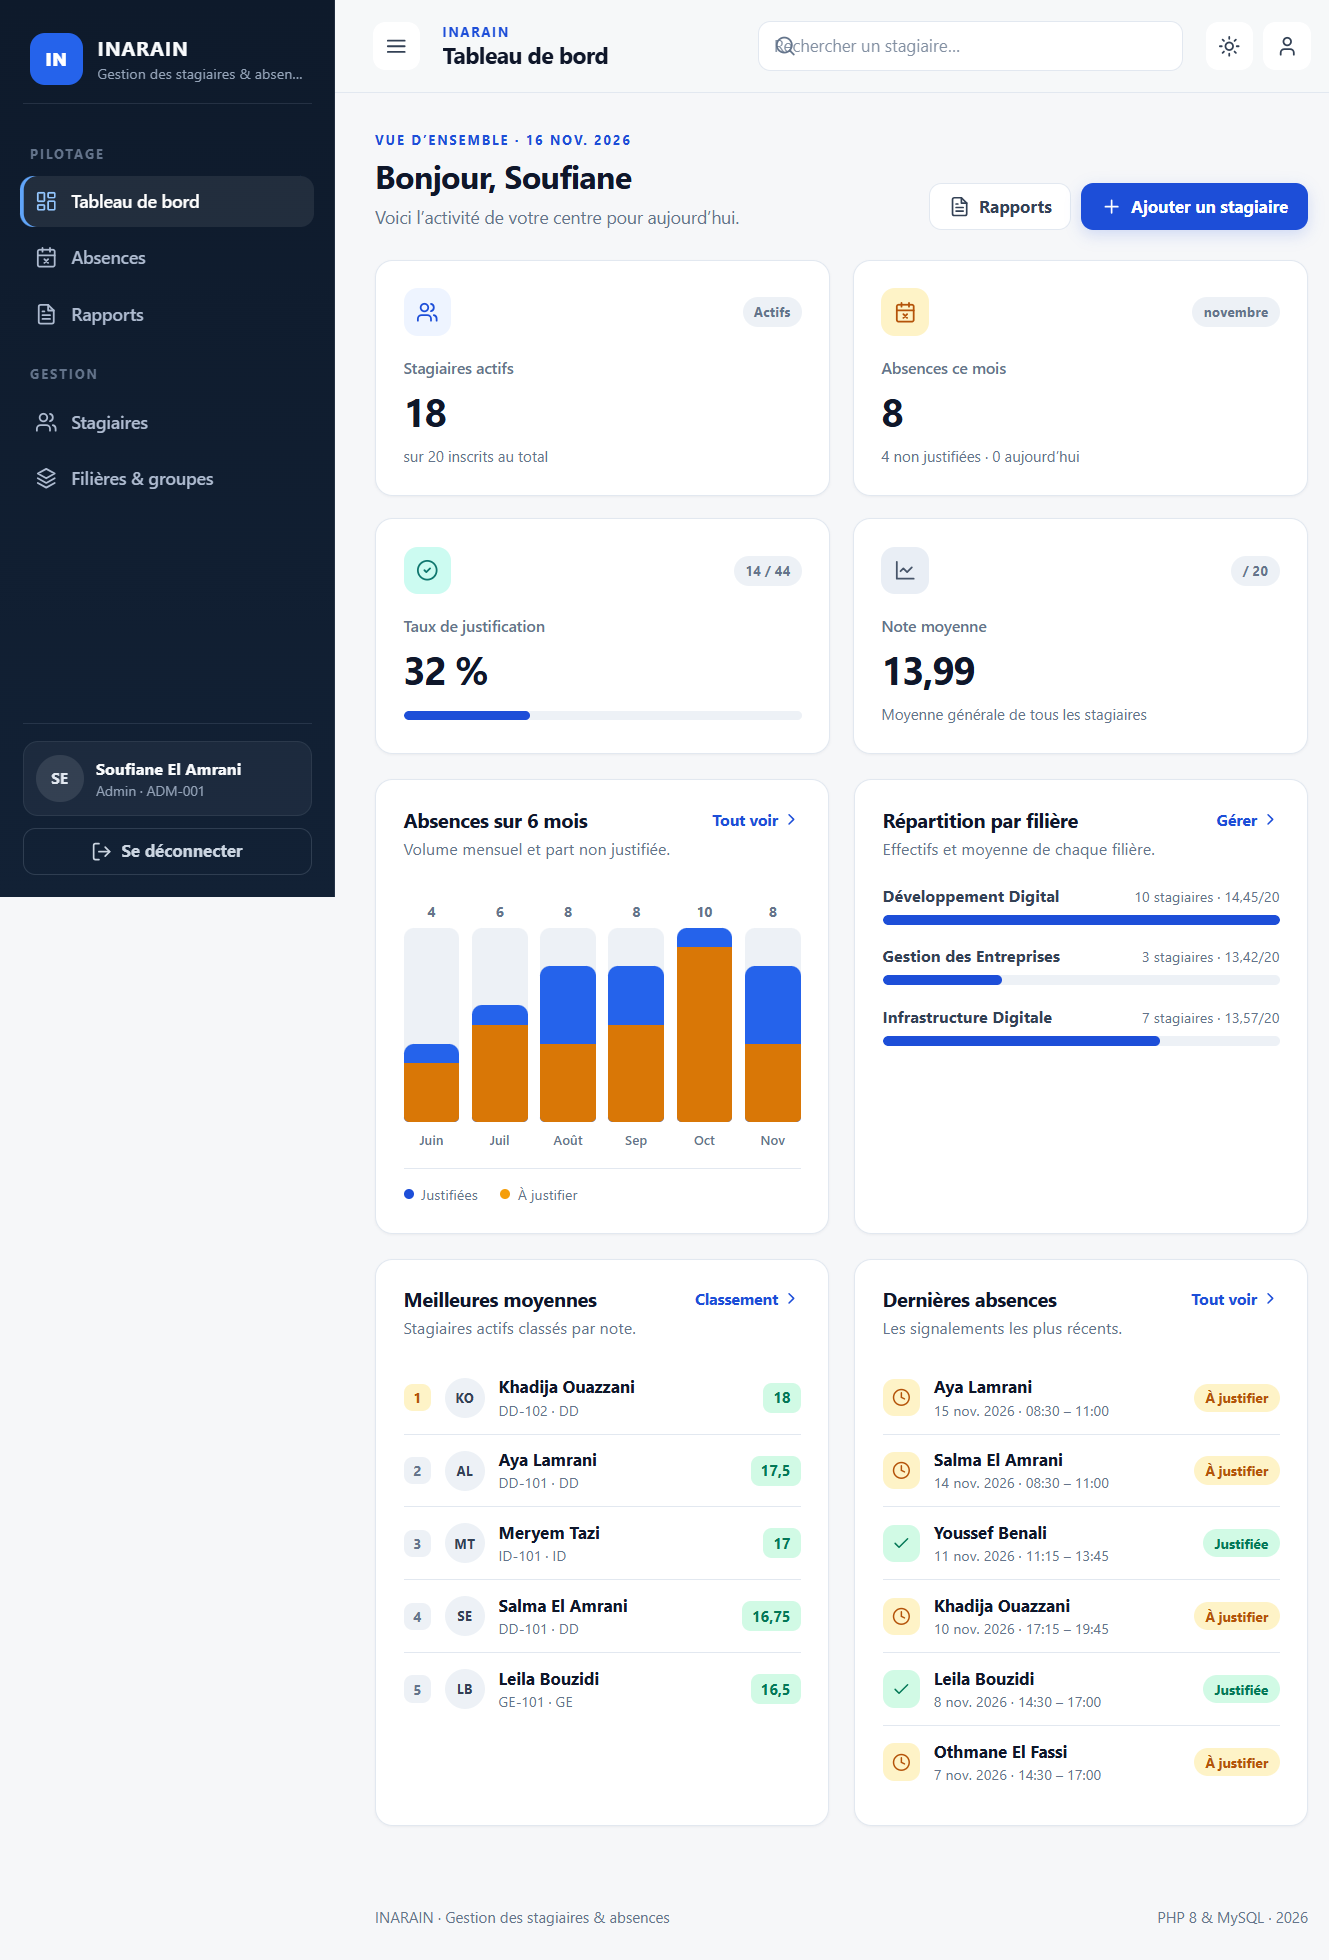 IN
INARAIN
Gestion des stagiaires & absen...
PILOTAGE
Tableau de bord
Absences
Rapports
GESTION
Stagiaires
Filières & groupes
SE
Soufiane El Amrani
Admin · ADM-001
Se déconnecter
INARAIN
Tableau de bord
Rechercher un stagiaire...
VUE D’ENSEMBLE · 16 NOV. 2026
Bonjour, Soufiane
Voici l’activité de votre centre pour aujourd’hui.
Rapports
Ajouter un stagiaire
Actifs
Stagiaires actifs
18
sur 20 inscrits au total
novembre
Absences ce mois
8
4 non justifiées · 0 aujourd’hui
14 / 44
Taux de justification
32 %
/ 20
Note moyenne
13,99
Moyenne générale de tous les stagiaires
Absences sur 6 mois
Tout voir
Volume mensuel et part non justifiée.
4 6 8 8 10 8
Juin Juil Août Sep Oct Nov
Justifiées À justifier
Répartition par filière
Gérer
Effectifs et moyenne de chaque filière.
Développement Digital 10 stagiaires · 14,45/20
Gestion des Entreprises 3 stagiaires · 13,42/20
Infrastructure Digitale 7 stagiaires · 13,57/20
Meilleures moyennes
Classement
Stagiaires actifs classés par note.
1 KO Khadija Ouazzani 18
DD-102 · DD
2 AL Aya Lamrani 17,5
DD-101 · DD
3 MT Meryem Tazi 17
ID-101 · ID
4 SE Salma El Amrani 16,75
DD-101 · DD
5 LB Leila Bouzidi 16,5
GE-101 · GE
Dernières absences
Tout voir
Les signalements les plus récents.
Aya Lamrani À justifier
15 nov. 2026 · 08:30 – 11:00
Salma El Amrani À justifier
14 nov. 2026 · 08:30 – 11:00
Youssef Benali Justifiée
11 nov. 2026 · 11:15 – 13:45
Khadija Ouazzani À justifier
10 nov. 2026 · 17:15 – 19:45
Leila Bouzidi Justifiée
8 nov. 2026 · 14:30 – 17:00
Othmane El Fassi À justifier
7 nov. 2026 · 14:30 – 17:00
INARAIN · Gestion des stagiaires & absences
PHP 8 & MySQL · 2026